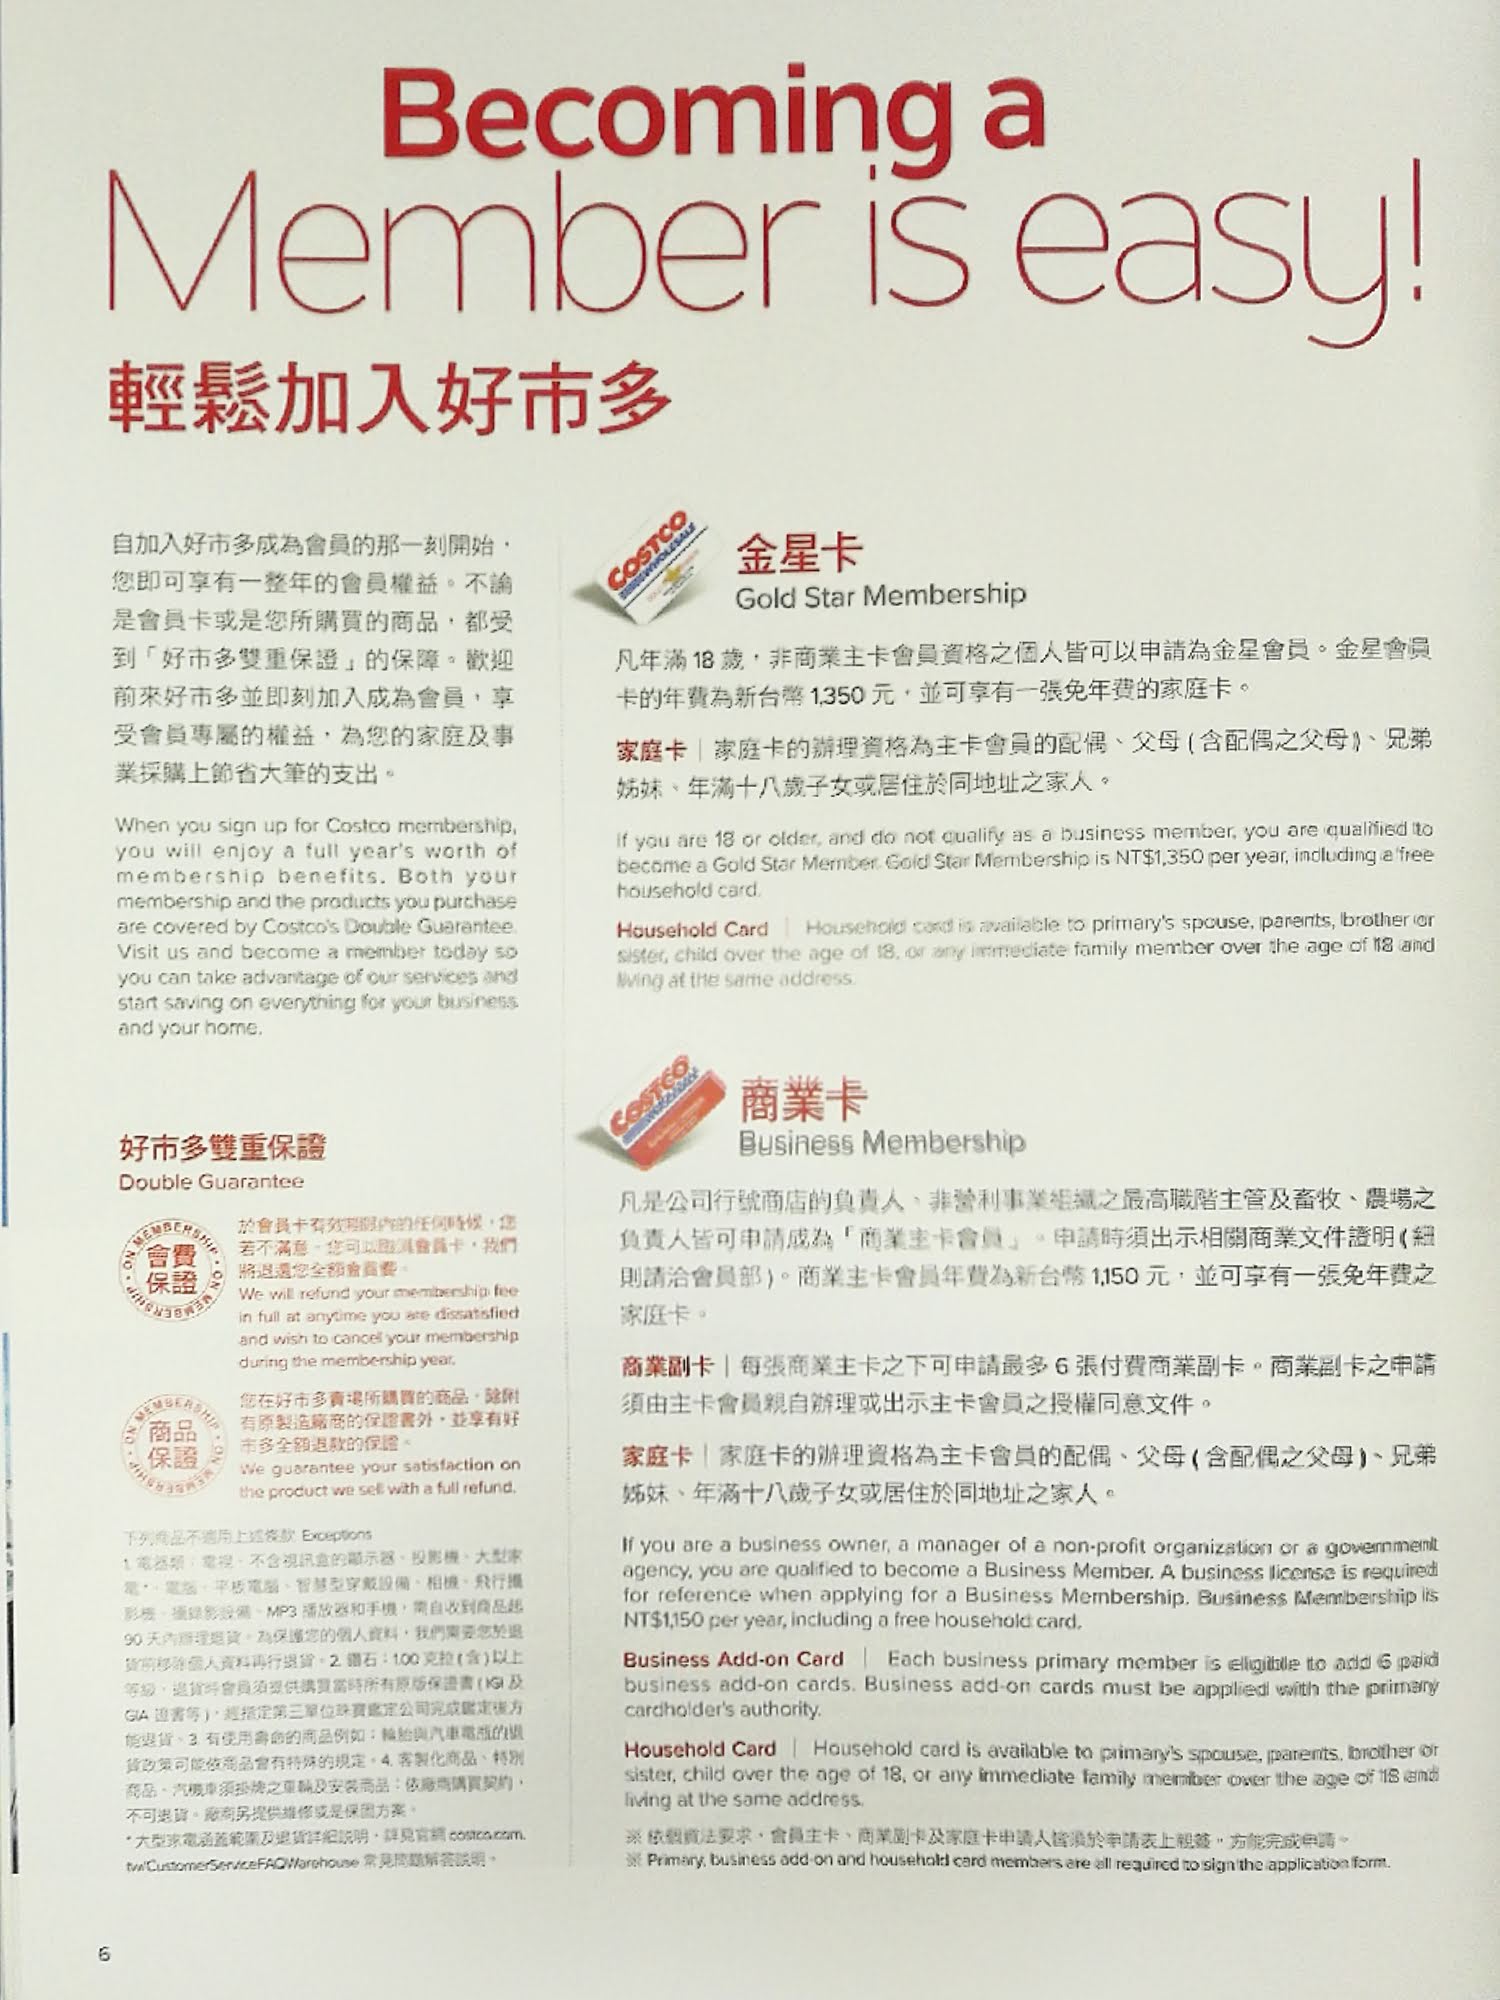 Becoming a
Member is easy!
輕鬆加入好市多
自加入好市多成為會員的那一刻開始，
您即可享有一整年的會員權益。不論
是會員卡或是您所購買的商品，都受
到「好市多雙重保證」的保障。歡迎
前來好市多並即刻加入成為會員，享
受會員專屬的權益，為您的家庭及事
業採購上節省大筆的支出。
When you sign up for Costco membership,
you will enjoy a full year's worth of
membership benefits. Both your
membership and the products you purchase
are covered by Costco's Double Guarantee.
Visit us and become a member today so
you can take advantage of our services and
start saving on everything for your business
and your home.
好市多雙重保證
Double Guarantee
ON MEMBERSHIP · ON MEMBERSHIP
會費
保證
於會員卡有效期限內的任何時候，您
若不滿意，您可以取消會員卡，我們
將退還您全額會員費。
We will refund your membership fee
in full at anytime you are dissatisfied
and wish to cancel your membership
during the membership year.
ON MEMBERSHIP · ON MEMBERSHIP
商品
保證
您在好市多賣場所購買的商品，除附
有原製造廠商的保證書外，並享有好
市多全額退款的保證。
We guarantee your satisfaction on
the product we sell with a full refund.
下列商品不適用上述條款 Exceptions
1. 電器類：電視、不含視訊盒的顯示器、投影機、大型家
電*、電腦、平板電腦、智慧型穿戴設備、相機、飛行攝
影機、攝錄影設備、MP3 播放器和手機，需自收到商品起
90 天內辦理退貨。為保護您的個人資料，我們需要您於退
貨前移除個人資料再行退貨。2. 鑽石：1.00 克拉 (含) 以上
等級，退貨時會員須提供購買當時所有原版保證書 (IGI 及
GIA 證書等)，經指定第三單位珠寶鑑定公司完成鑑定後方
能退貨。3. 有使用壽命的商品例如：輪胎與汽車電瓶的退
貨政策可能依商品會有特殊的規定。4. 客製化商品、特別
商品、汽機車須掛牌之車輛及安裝商品：依廠商購買契約，
不可退貨。廠商另提供維修或是保固方案。
* 大型家電涵蓋範圍及退貨詳細說明，詳見官網 costco.com.
tw/CustomerServiceFAQWarehouse 常見問題解答說明。
COSTCO
WHOLESALE
金星卡
Gold Star Membership
凡年滿 18 歲，非商業主卡會員資格之個人皆可以申請為金星會員。金星會員
卡的年費為新台幣 1,350 元，並可享有一張免年費的家庭卡。
家庭卡｜家庭卡的辦理資格為主卡會員的配偶、父母 (含配偶之父母)、兄弟
姊妹、年滿十八歲子女或居住於同地址之家人。
If you are 18 or older, and do not qualify as a business member, you are qualified to
become a Gold Star Member. Gold Star Membership is NT$1,350 per year, including a free
household card.
Household Card | Household card is available to primary's spouse, parents, brother or
sister, child over the age of 18, or any immediate family member over the age of 18 and
living at the same address.
COSTCO
WHOLESALE
商業卡
Business Membership
凡是公司行號商店的負責人、非營利事業組織之最高職階主管及畜牧、農場之
負責人皆可申請成為「商業主卡會員」。申請時須出示相關商業文件證明 (細
則請洽會員部)。商業主卡會員年費為新台幣 1,150 元，並可享有一張免年費之
家庭卡。
商業副卡｜每張商業主卡之下可申請最多 6 張付費商業副卡。商業副卡之申請
須由主卡會員親自辦理或出示主卡會員之授權同意文件。
家庭卡｜家庭卡的辦理資格為主卡會員的配偶、父母 (含配偶之父母)、兄弟
姊妹、年滿十八歲子女或居住於同地址之家人。
If you are a business owner, a manager of a non-profit organization or a government
agency, you are qualified to become a Business Member. A business license is required
for reference when applying for a Business Membership. Business Membership is
NT$1,150 per year, including a free household card.
Business Add-on Card | Each business primary member is eligible to add 6 paid
business add-on cards. Business add-on cards must be applied with the primary
cardholder's authority.
Household Card | Household card is available to primary's spouse, parents, brother or
sister, child over the age of 18, or any immediate family member over the age of 18 and
living at the same address.
※ 依個資法要求，會員主卡、商業副卡及家庭卡申請人皆須於申請表上親簽，方能完成申請。
※ Primary, business add-on and household card members are all required to sign the application form.
6